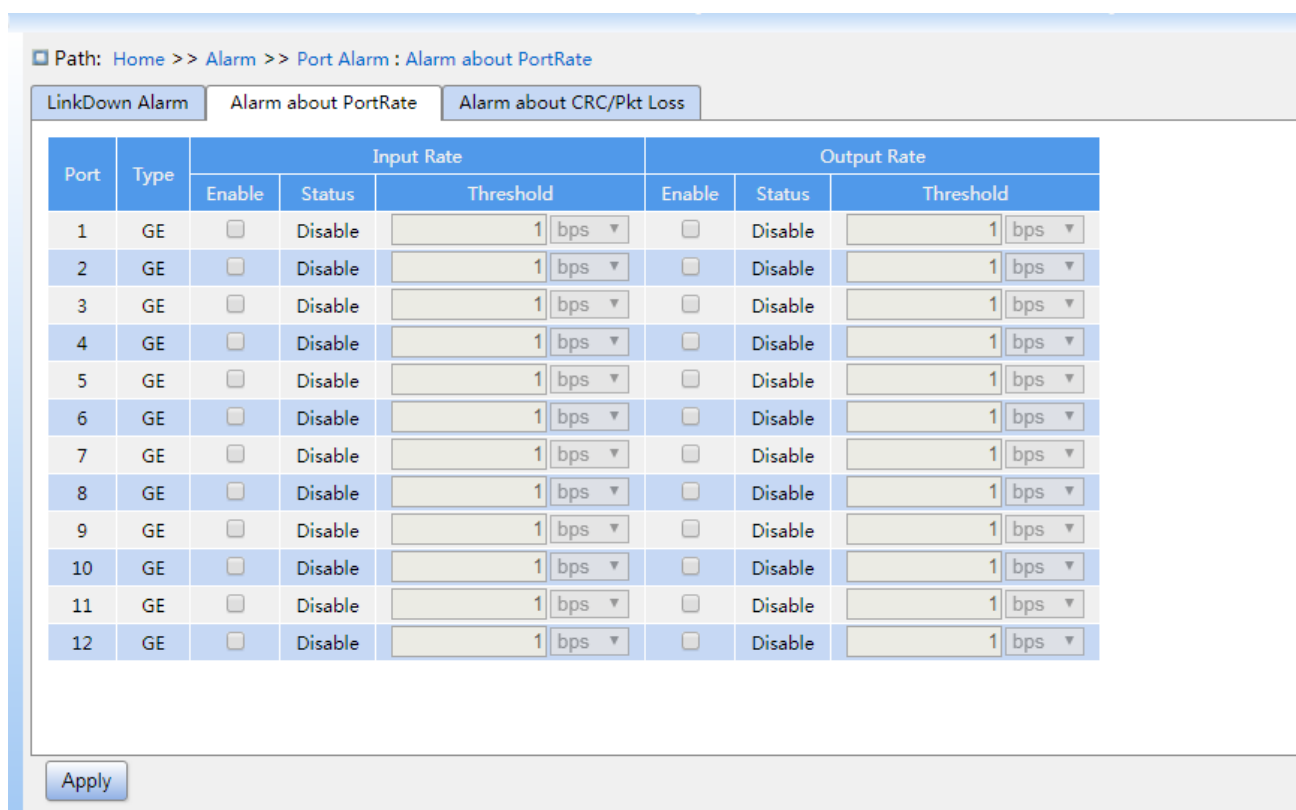 Path: Home >> Alarm >> Port Alarm : Alarm about PortRate
LinkDown Alarm Alarm about PortRate Alarm about CRC/Pkt Loss
Port Type Input Rate Output Rate
Enable Status Threshold Enable Status Threshold
1 GE Disable 1 bps Disable 1 bps
2 GE Disable 1 bps Disable 1 bps
3 GE Disable 1 bps Disable 1 bps
4 GE Disable 1 bps Disable 1 bps
5 GE Disable 1 bps Disable 1 bps
6 GE Disable 1 bps Disable 1 bps
7 GE Disable 1 bps Disable 1 bps
8 GE Disable 1 bps Disable 1 bps
9 GE Disable 1 bps Disable 1 bps
10 GE Disable 1 bps Disable 1 bps
11 GE Disable 1 bps Disable 1 bps
12 GE Disable 1 bps Disable 1 bps
Apply